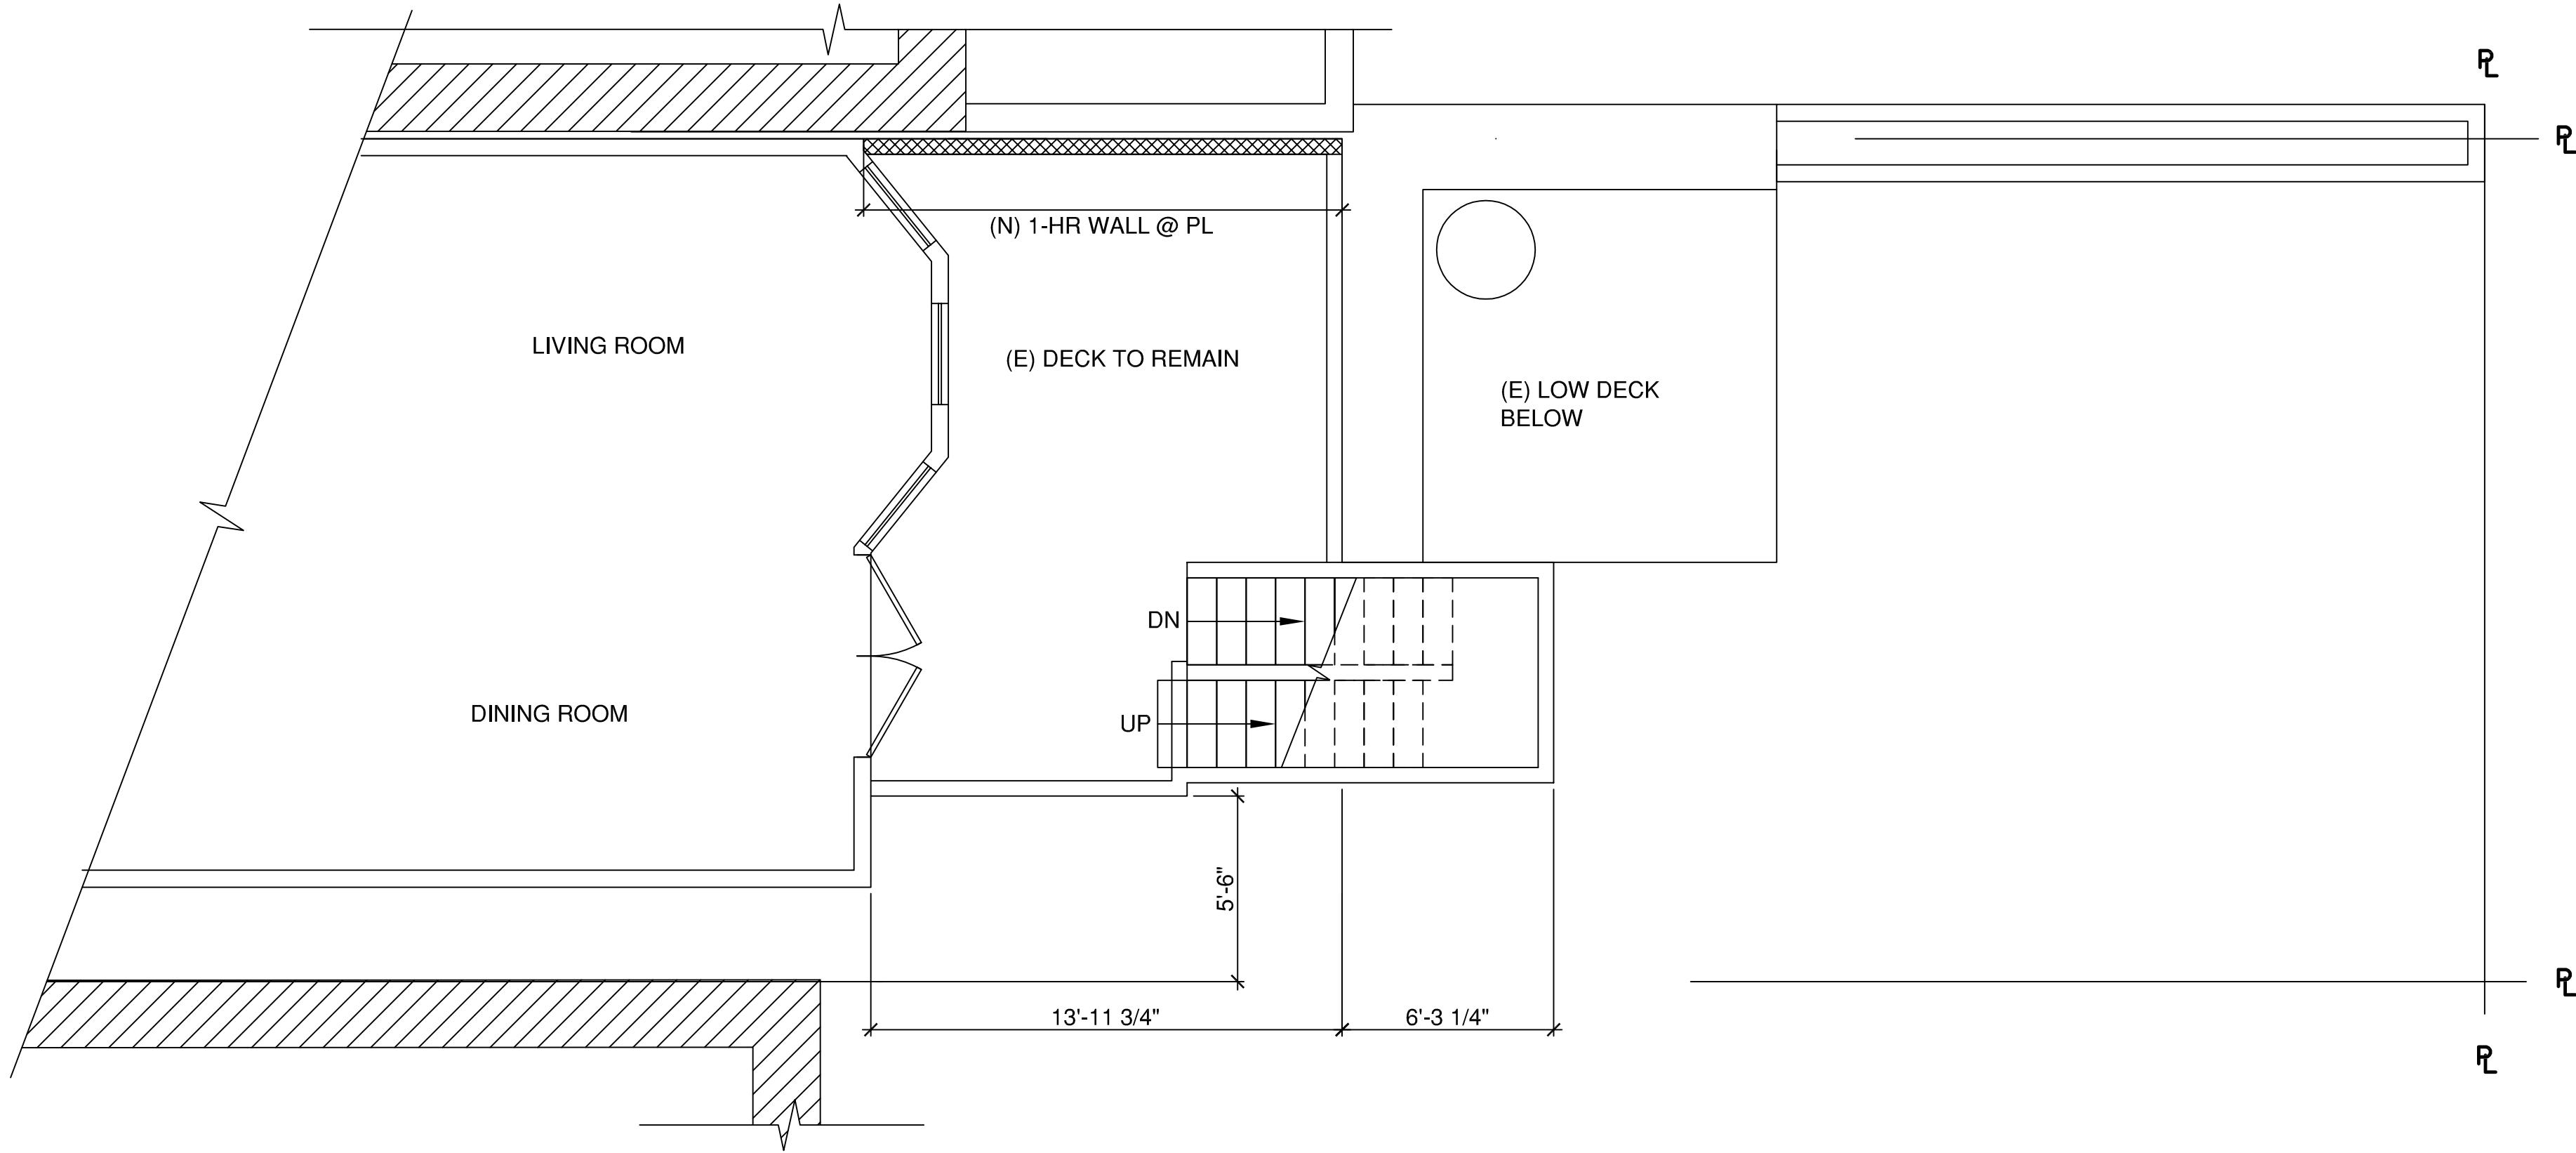 PL
PL
(N) 1-HR WALL @ PL
LIVING ROOM
(E) DECK TO REMAIN
(E) LOW DECK
BELOW
DN
DINING ROOM
UP
5'-6"
PL
13'-11 3/4"
6'-3 1/4"
PL